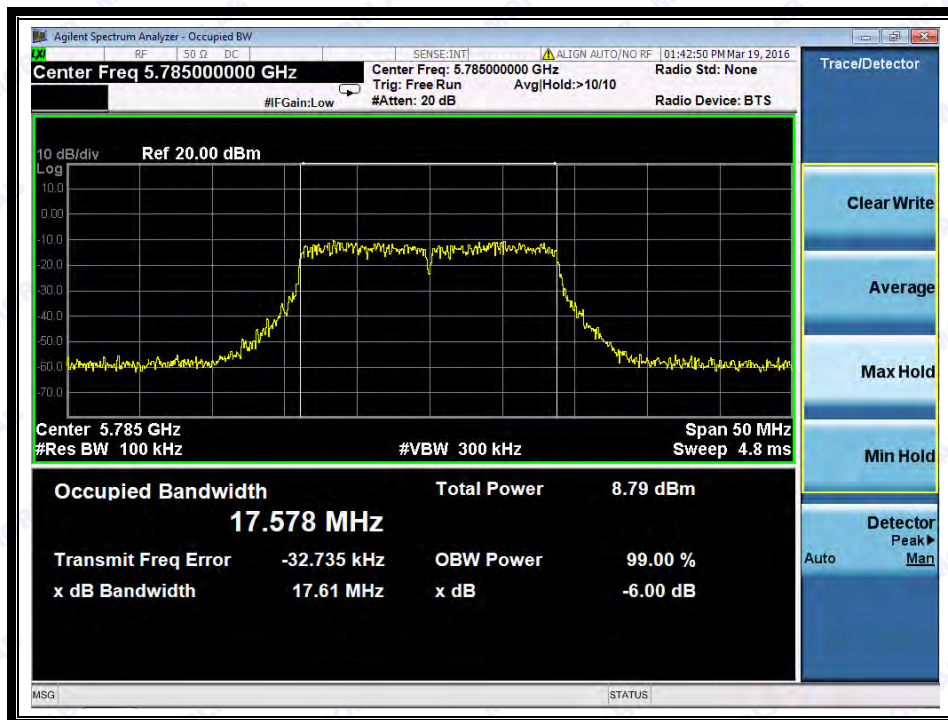 Agilent Spectrum Analyzer - Occupied BW
LXI RF 50 Ω DC SENSE:INT ALIGN AUTO/NO RF 01:42:50 PM Mar 19, 2016
Center Freq 5.785000000 GHz
Center Freq: 5.785000000 GHz
Radio Std: None
Trig: Free Run
Avg|Hold:>10/10
#IFGain:Low
#Atten: 20 dB
Radio Device: BTS
Trace/Detector
10 dB/div
Ref 20.00 dBm
Log
10.0
0.00
-10.0
-20.0
-30.0
-40.0
-50.0
-60.0
-70.0
Center 5.785 GHz
Span 50 MHz
#Res BW 100 kHz
#VBW 300 kHz
Sweep 4.8 ms
Occupied Bandwidth
17.578 MHz
Total Power 8.79 dBm
Transmit Freq Error -32.735 kHz
OBW Power 99.00 %
x dB Bandwidth 17.61 MHz
x dB -6.00 dB
Clear Write
Average
Max Hold
Min Hold
Detector
Peak▶
Auto Man
MSG
STATUS